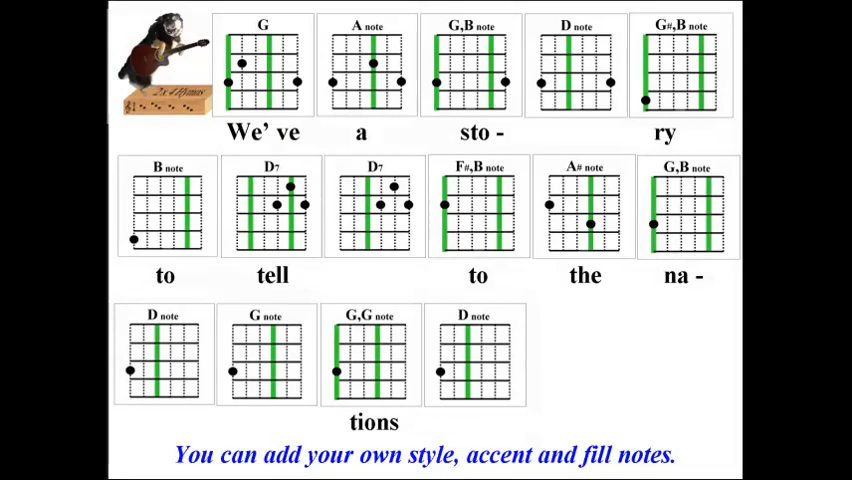 G A note G,B note D note G#,B note
2x4Hymns
We' ve a sto - ry
B note D7 D7 F#,B note A# note G,B note
to tell to the na -
D note G note G,G note D note
tions
You can add your own style, accent and fill notes.